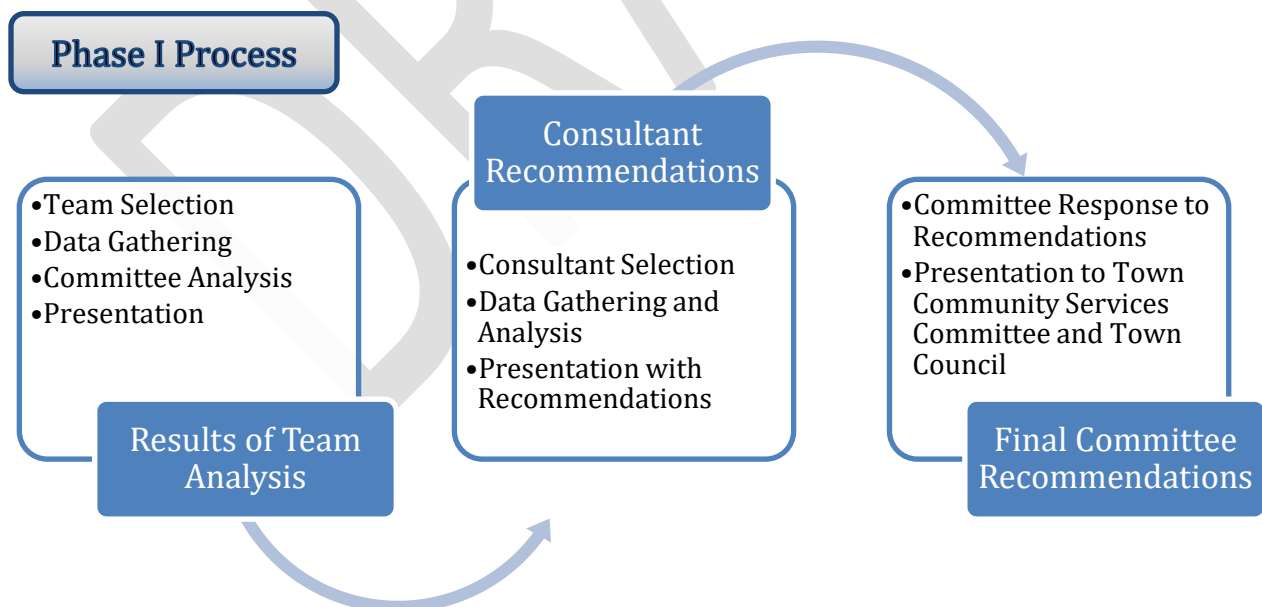 Phase I Process
•Team Selection
•Data Gathering
•Committee Analysis
•Presentation
Results of Team
Analysis
Consultant
Recommendations
•Consultant Selection
•Data Gathering and
Analysis
•Presentation with
Recommendations
•Committee Response to
Recommendations
•Presentation to Town
Community Services
Committee and Town
Council
Final Committee
Recommendations